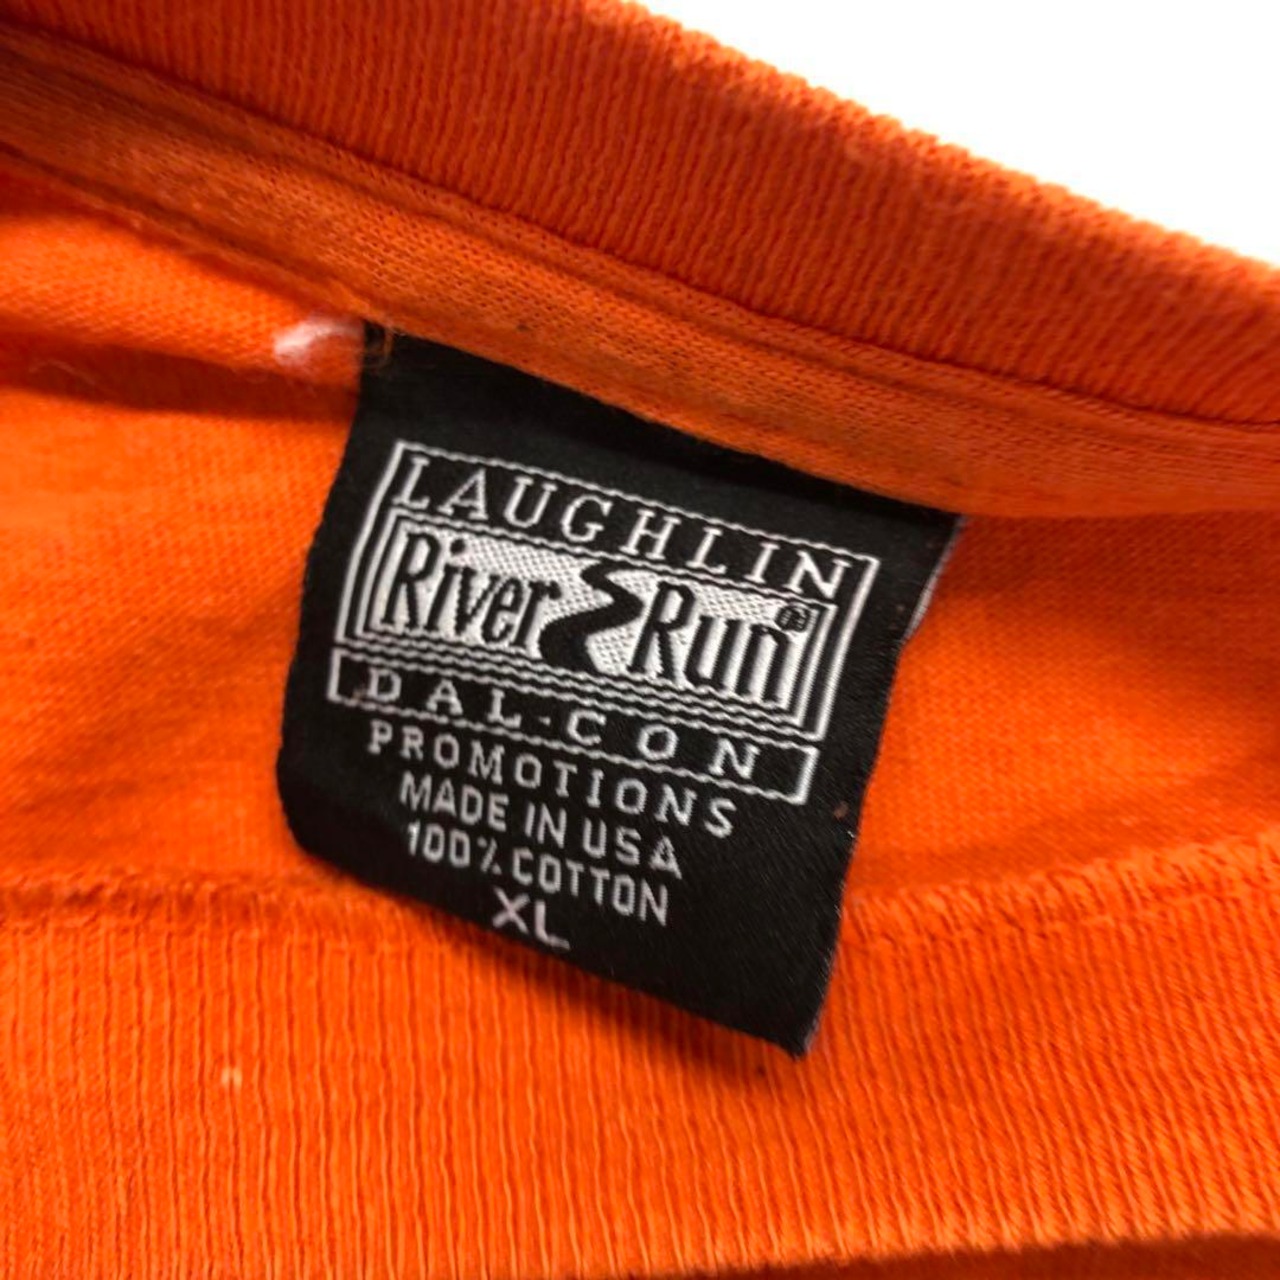 LAUGHLIN
River Run
DAL-CON
PROMOTIONS
MADE IN USA
100% COTTON
XL